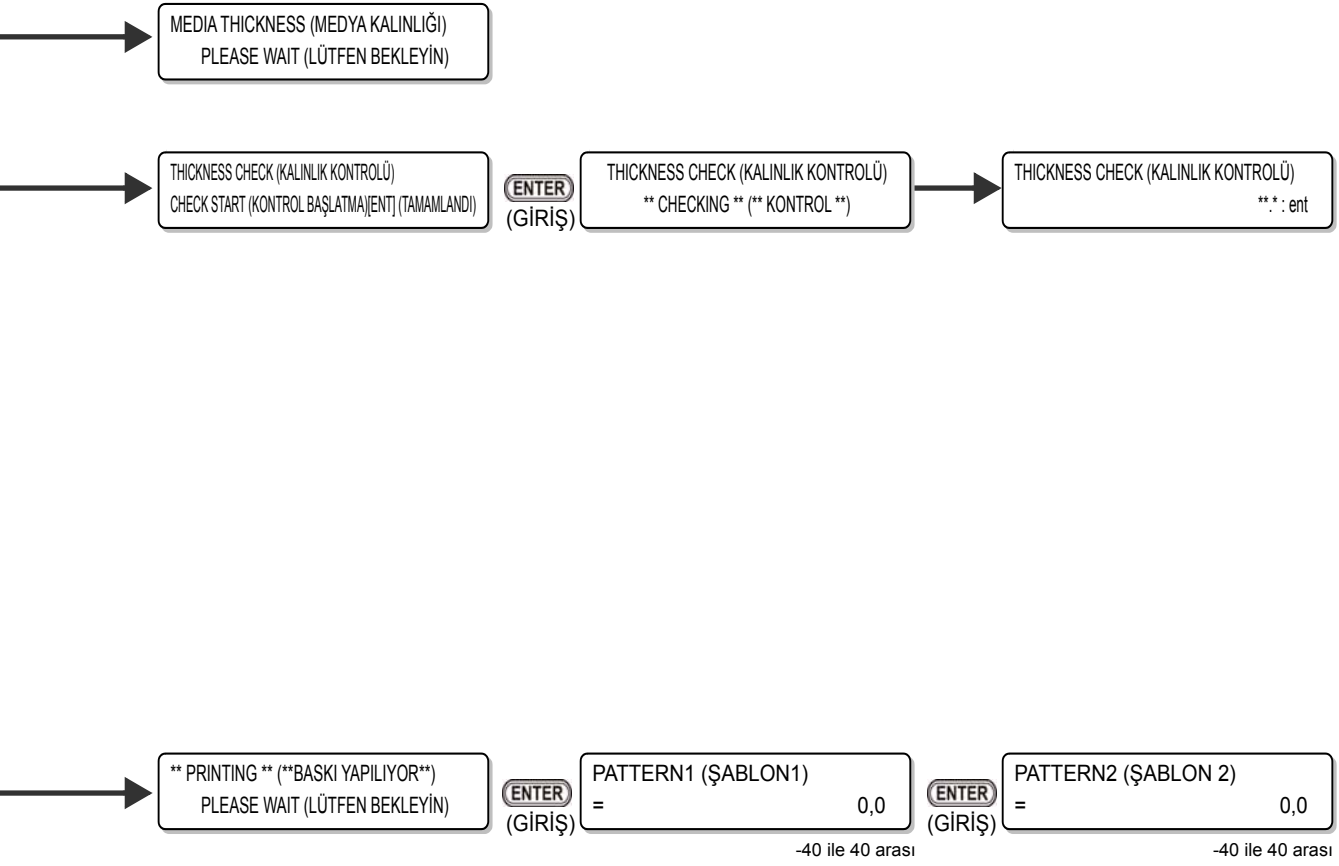 MEDIA THICKNESS (MEDYA KALINLIĞI)
PLEASE WAIT (LÜTFEN BEKLEYİN)
THICKNESS CHECK (KALINLIK KONTROLÜ)
CHECK START (KONTROL BAŞLATMA)[ENT] (TAMAMLANDI)
ENTER
(GİRİŞ)
THICKNESS CHECK (KALINLIK KONTROLÜ)
** CHECKING ** (** KONTROL **)
THICKNESS CHECK (KALINLIK KONTROLÜ)
**.* : ent
** PRINTING ** (**BASKI YAPILIYOR**)
PLEASE WAIT (LÜTFEN BEKLEYİN)
ENTER
(GİRİŞ)
PATTERN1 (ŞABLON1)
= 0,0
-40 ile 40 arası
ENTER
(GİRİŞ)
PATTERN2 (ŞABLON 2)
= 0,0
-40 ile 40 arası